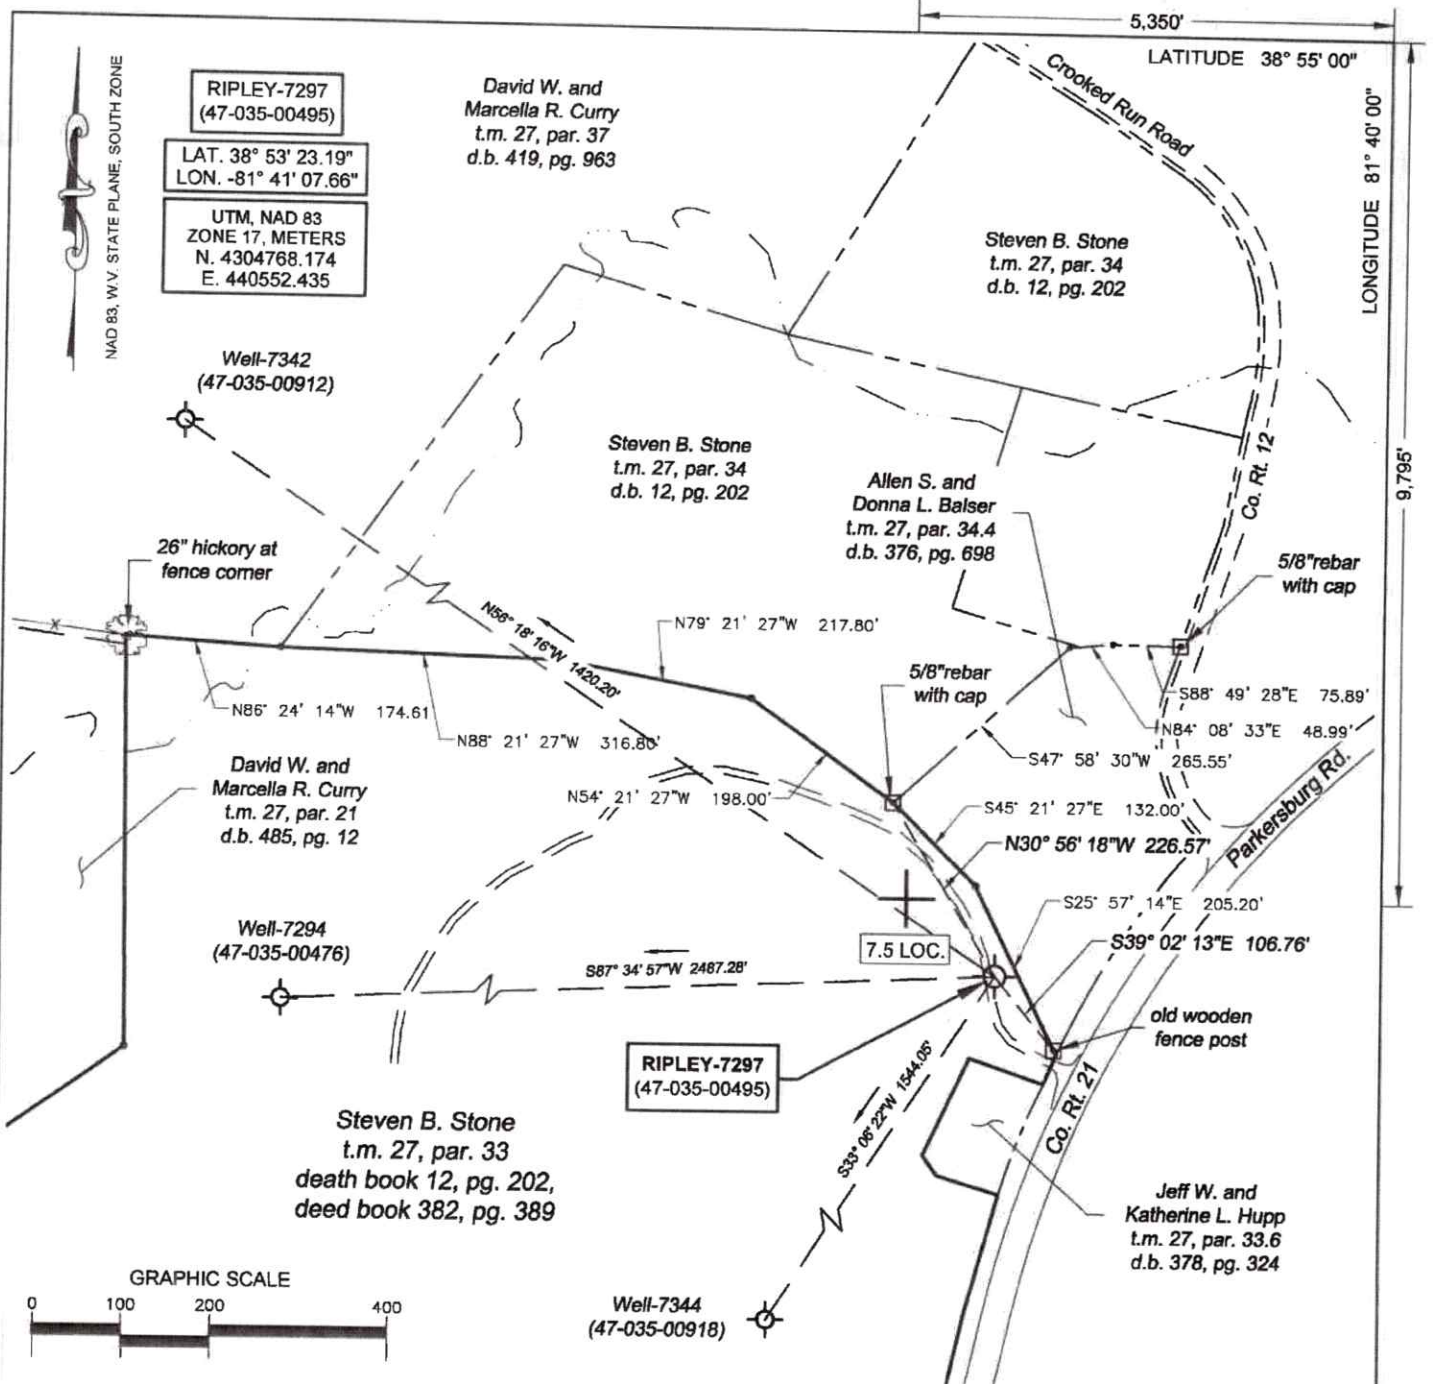 5,350'
LATITUDE 38° 55' 00"
LONGITUDE 81° 40' 00"
9,795'
NAD 83, W.V. STATE PLANE, SOUTH ZONE
RIPLEY-7297
(47-035-00495)
LAT. 38° 53' 23.19"
LON. -81° 41' 07.66"
UTM, NAD 83
ZONE 17, METERS
N. 4304768.174
E. 440552.435
David W. and
Marcella R. Curry
t.m. 27, par. 37
d.b. 419, pg. 963
Crooked Run Road
Steven B. Stone
t.m. 27, par. 34
d.b. 12, pg. 202
Well-7342
(47-035-00912)
Steven B. Stone
t.m. 27, par. 34
d.b. 12, pg. 202
Allen S. and
Donna L. Balser
t.m. 27, par. 34.4
d.b. 376, pg. 698
Co. Rt. 12
26" hickory at
fence corner
x
5/8"rebar
with cap
N56° 18' 16"W 1420.20'
N79° 21' 27"W 217.80'
5/8"rebar
with cap
S88° 49' 28"E 75.89'
N86° 24' 14"W 174.61
N84° 08' 33"E 48.99'
N88° 21' 27"W 316.80'
S47° 58' 30"W 265.55'
David W. and
Marcella R. Curry
t.m. 27, par. 21
d.b. 485, pg. 12
N54° 21' 27"W 198.00'
S45° 21' 27"E 132.00'
Parkersburg Rd.
N30° 56' 18"W 226.57'
S25° 57' 14"E 205.20'
Well-7294
(47-035-00476)
7.5 LOC.
S39° 02' 13"E 106.76'
S87° 34' 57"W 2487.28'
old wooden
fence post
RIPLEY-7297
(47-035-00495)
S33° 06' 22"W 1544.05'
Co. Rt. 21
Steven B. Stone
t.m. 27, par. 33
death book 12, pg. 202,
deed book 382, pg. 389
Jeff W. and
Katherine L. Hupp
t.m. 27, par. 33.6
d.b. 378, pg. 324
GRAPHIC SCALE
0 100 200 400
Well-7344
(47-035-00918)